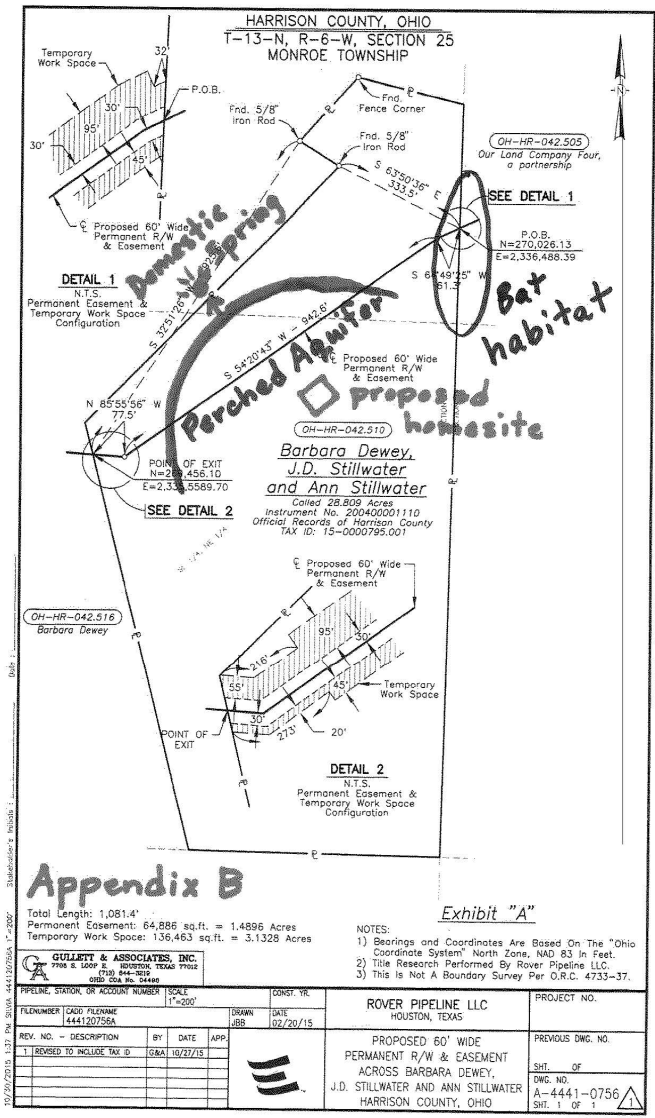 HARRISON COUNTY, OHIO
T-13-N, R-6-W, SECTION 25
MONROE TOWNSHIP
Temporary
Work Space
32
P.O.B.
30'
95'
30'
45'
℄ Proposed 60' Wide
Permanent R/W
& Easement
DETAIL 1
N.T.S.
Permanent Easement &
Temporary Work Space
Configuration
Fnd.
Fence Corner
Fnd. 5/8"
Iron Rod
Fnd. 5/8"
Iron Rod
S 63°50'36" E
333.5'
OH-HR-042.505
Our Land Company Four,
a partnership
SEE DETAIL 1
P.O.B.
N=270,026.13
E=2,336,488.39
61.3'
Bat
habitat
Domestic
Spring
S 32°51'26" W
S 54°20'43" W - 942.6'
Perched Aquifer
℄ Proposed 60' Wide
Permanent R/W
& Easement
proposed
homesite
N 85°55'56" W
77.5'
POINT OF EXIT
SEE DETAIL 2
OH-HR-042.510
Barbara Dewey,
J.D. Stillwater
and Ann Stillwater
Called 28.809 Acres
Instrument No. 200400001110
Official Records of Harrison County
TAX ID: 15-0000795.001
OH-HR-042.516
Barbara Dewey
℄ Proposed 60' Wide
Permanent R/W
& Easement
95'
30'
216'
55'
45'
Temporary
Work Space
POINT OF
EXIT
30'
273'
20'
DETAIL 2
N.T.S.
Permanent Easement &
Temporary Work Space
Configuration
Appendix B
Exhibit "A"
Total Length: 1,081.4'
Permanent Easement: 64,886 sq.ft. = 1.4896 Acres
Temporary Work Space: 136,463 sq.ft. = 3.1328 Acres
NOTES:
1) Bearings and Coordinates Are Based On The "Ohio
Coordinate System" North Zone, NAD 83 In Feet.
2) Title Research Performed By Rover Pipeline LLC.
3) This Is Not A Boundary Survey Per O.R.C. 4733-37.
GULLETT & ASSOCIATES, INC.
7705 S. LOOP E. HOUSTON, TEXAS 77012
OHIO COA No. 04495
PIPELINE, STATION, OR ACCOUNT NUMBER
SCALE
1"=200'
CONST. YR.
FILENUMBER
CADD FILENAME
444120756A
DRAWN
JBB
DATE
02/20/15
REV. NO. - DESCRIPTION
BY
DATE
APP.
1 REVISED TO INCLUDE TAX ID
G&A
10/27/15
ROVER PIPELINE LLC
HOUSTON, TEXAS
PROPOSED 60' WIDE
PERMANENT R/W & EASEMENT
ACROSS BARBARA DEWEY,
J.D. STILLWATER AND ANN STILLWATER
HARRISON COUNTY, OHIO
PROJECT NO.
PREVIOUS DWG. NO.
SHT. OF
DWG. NO.
A-4441-0756
SHT. 1 OF 1
1